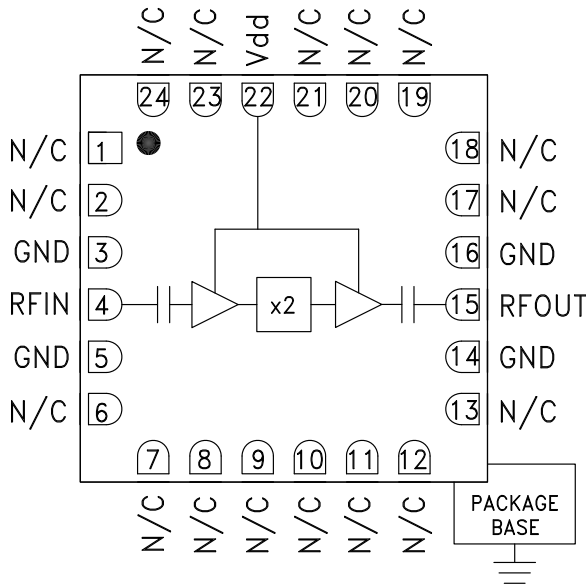 N/C N/C Vdd N/C N/C N/C
24 23 22 21 20 19
N/C 1 18 N/C
N/C 2 17 N/C
GND 3 16 GND
RFIN 4 x2 15 RFOUT
GND 5 14 GND
N/C 6 13 N/C
7 8 9 10 11 12
N/C N/C N/C N/C N/C N/C
PACKAGE
BASE